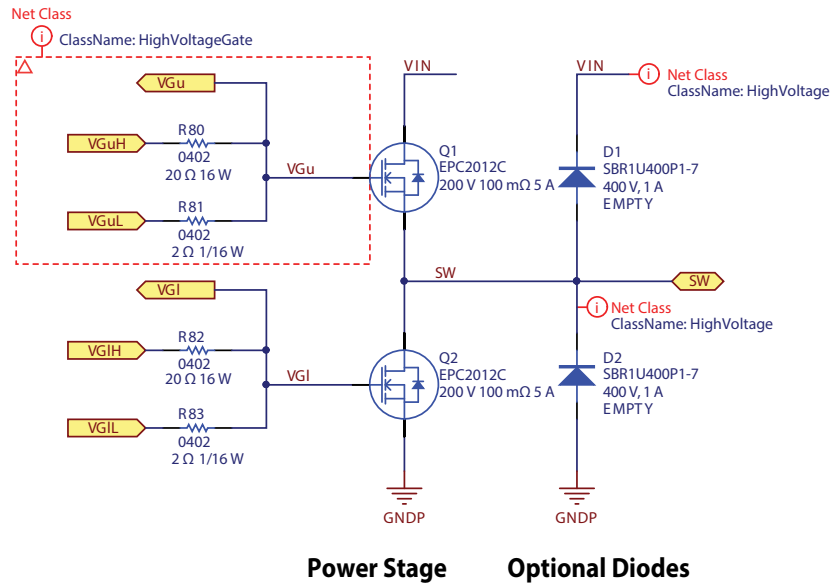 Net Class
ClassName: HighVoltageGate
VGu
VGuH
R80
0402
20 Ω 16 W
VGu
VGuL
R81
0402
2 Ω 1/16 W
VIN
Q1
EPC2012C
200 V 100 mΩ 5 A
VIN
Net Class
ClassName: HighVoltage
D1
SBR1U400P1-7
400 V, 1 A
EMPTY
SW
SW
Net Class
ClassName: HighVoltage
VGl
VGlH
R82
0402
20 Ω 16 W
VGl
VGlL
R83
0402
2 Ω 1/16 W
Q2
EPC2012C
200 V 100 mΩ 5 A
D2
SBR1U400P1-7
400 V, 1 A
EMPTY
GNDP
GNDP
Power Stage
Optional Diodes